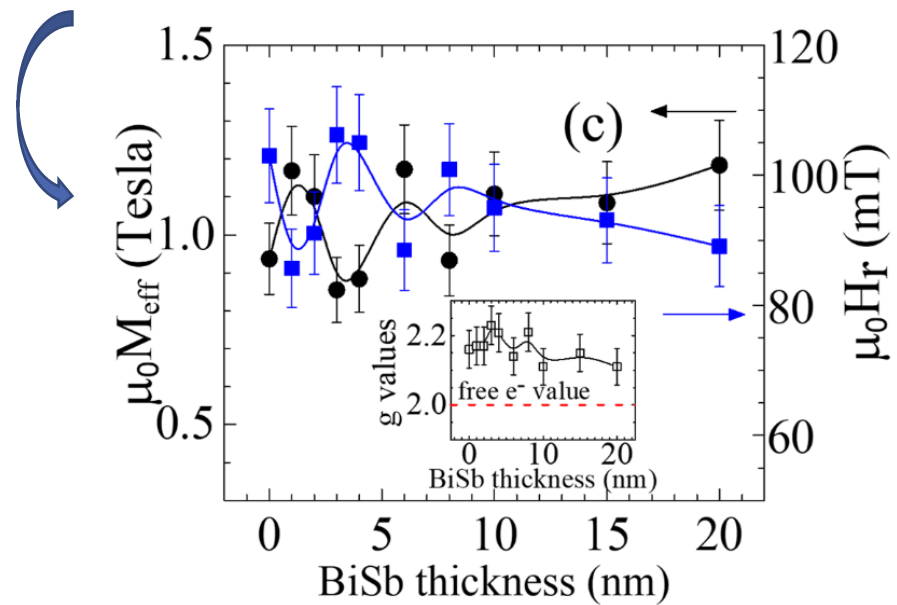 (c)
μ₀Meff (Tesla)
1.5
1.0
0.5
120
100
80
60
μ₀Hr (mT)
g values
2.2
2.0
free e⁻ value
0 10 20
BiSb thickness (nm)
0 5 10 15 20
BiSb thickness (nm)